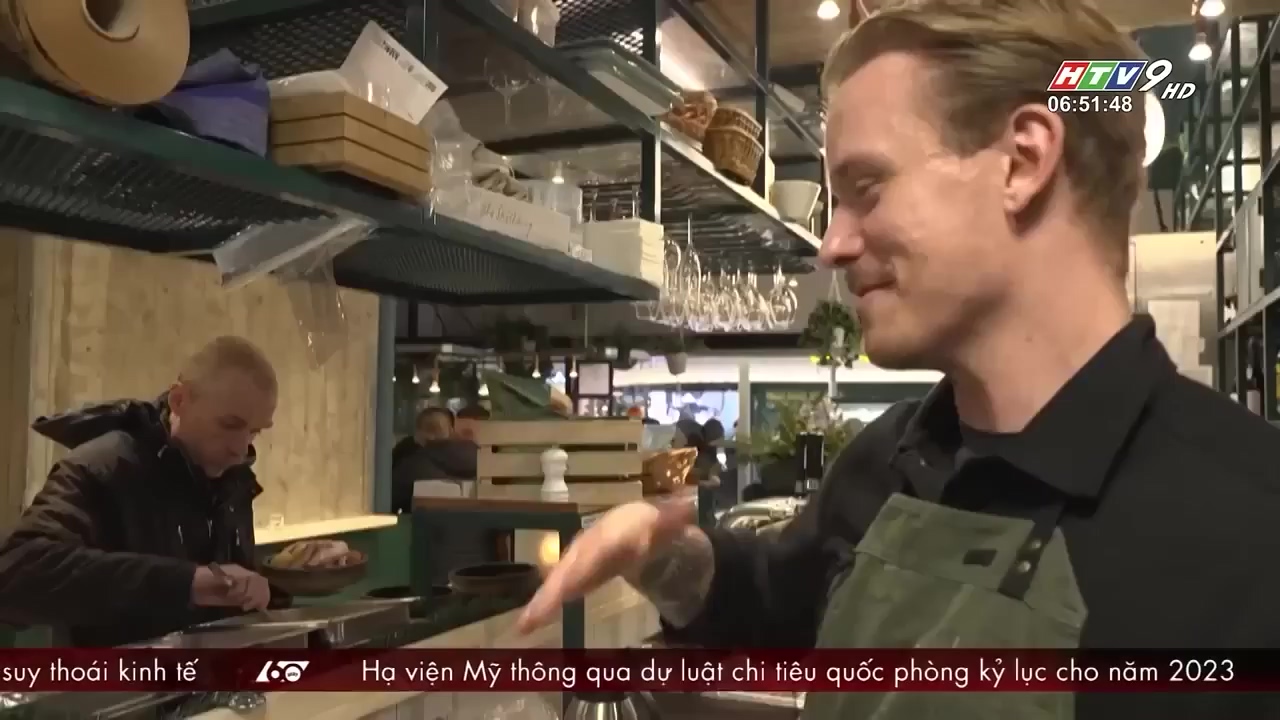 HTV9 HD
06:51:48
suy thoái kinh tế 60 Hạ viện Mỹ thông qua dự luật chi tiêu quốc phòng kỷ lục cho năm 2023